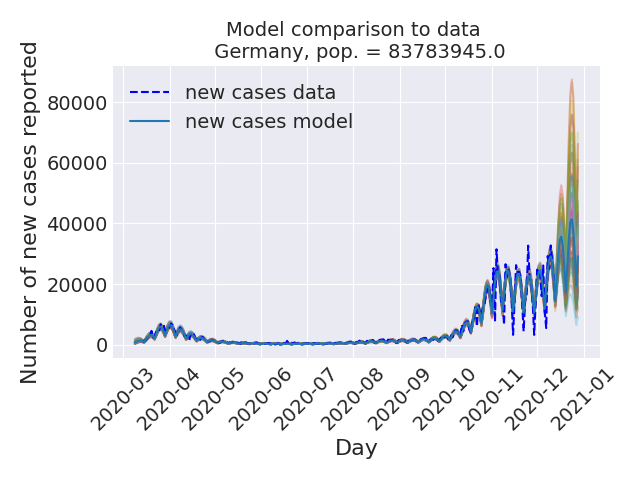 Model comparison to data
Germany, pop. = 83783945.0
Number of new cases reported
80000
60000
40000
20000
0
new cases data
new cases model
2020-03
2020-04
2020-05
2020-06
2020-07
2020-08
2020-09
2020-10
2020-11
2020-12
2021-01
Day